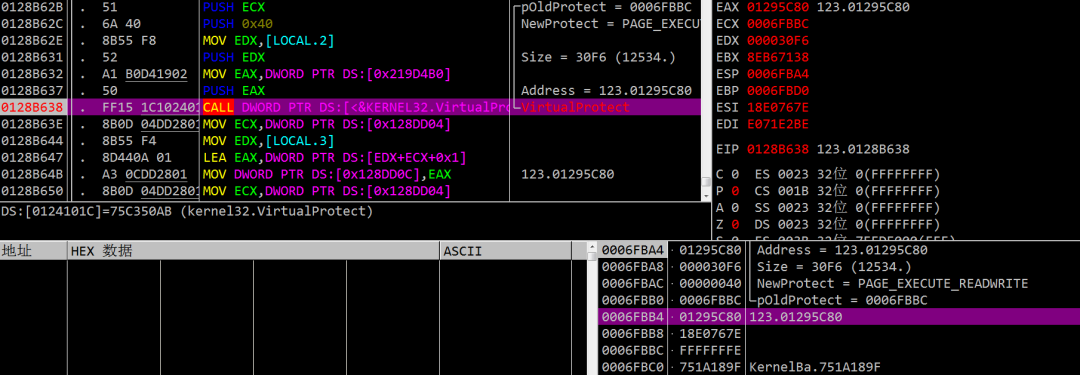 0128B62B . 51 PUSH ECX pOldProtect = 0006FBBC
0128B62C . 6A 40 PUSH 0x40 NewProtect = PAGE_EXECUT
0128B62E . 8B55 F8 MOV EDX,[LOCAL.2]
0128B631 . 52 PUSH EDX Size = 30F6 (12534.)
0128B632 . A1 B0D41902 MOV EAX,DWORD PTR DS:[0x219D4B0]
0128B637 . 50 PUSH EAX Address = 123.01295C80
0128B638 . FF15 1C102401 CALL DWORD PTR DS:[<&KERNEL32.VirtualPro VirtualProtect
0128B63E . 8B0D 04DD2801 MOV ECX,DWORD PTR DS:[0x128DD04]
0128B644 . 8B55 F4 MOV EDX,[LOCAL.3]
0128B647 . 8D440A 01 LEA EAX,DWORD PTR DS:[EDX+ECX+0x1]
0128B64B . A3 0CDD2801 MOV DWORD PTR DS:[0x128DD0C],EAX 123.01295C80
0128B650 . 8B0D 04DD2801 MOV ECX,DWORD PTR DS:[0x128DD04]
DS:[0124101C]=75C350AB (kernel32.VirtualProtect)
EAX 01295C80 123.01295C80
ECX 0006FBBC
EDX 000030F6
EBX 8EB67138
ESP 0006FBA4
EBP 0006FBD0
ESI 18E0767E
EDI E071E2BE
EIP 0128B638 123.0128B638
C 0 ES 0023 32位 0(FFFFFFFF)
P 0 CS 001B 32位 0(FFFFFFFF)
A 0 SS 0023 32位 0(FFFFFFFF)
Z 0 DS 0023 32位 0(FFFFFFFF)
地址 HEX 数据 ASCII
0006FBA4 01295C80 Address = 123.01295C80
0006FBA8 000030F6 Size = 30F6 (12534.)
0006FBAC 00000040 NewProtect = PAGE_EXECUTE_READWRITE
0006FBB0 0006FBBC pOldProtect = 0006FBBC
0006FBB4 01295C80 123.01295C80
0006FBB8 18E0767E
0006FBBC FFFFFFFE
0006FBC0 751A189F KernelBa.751A189F